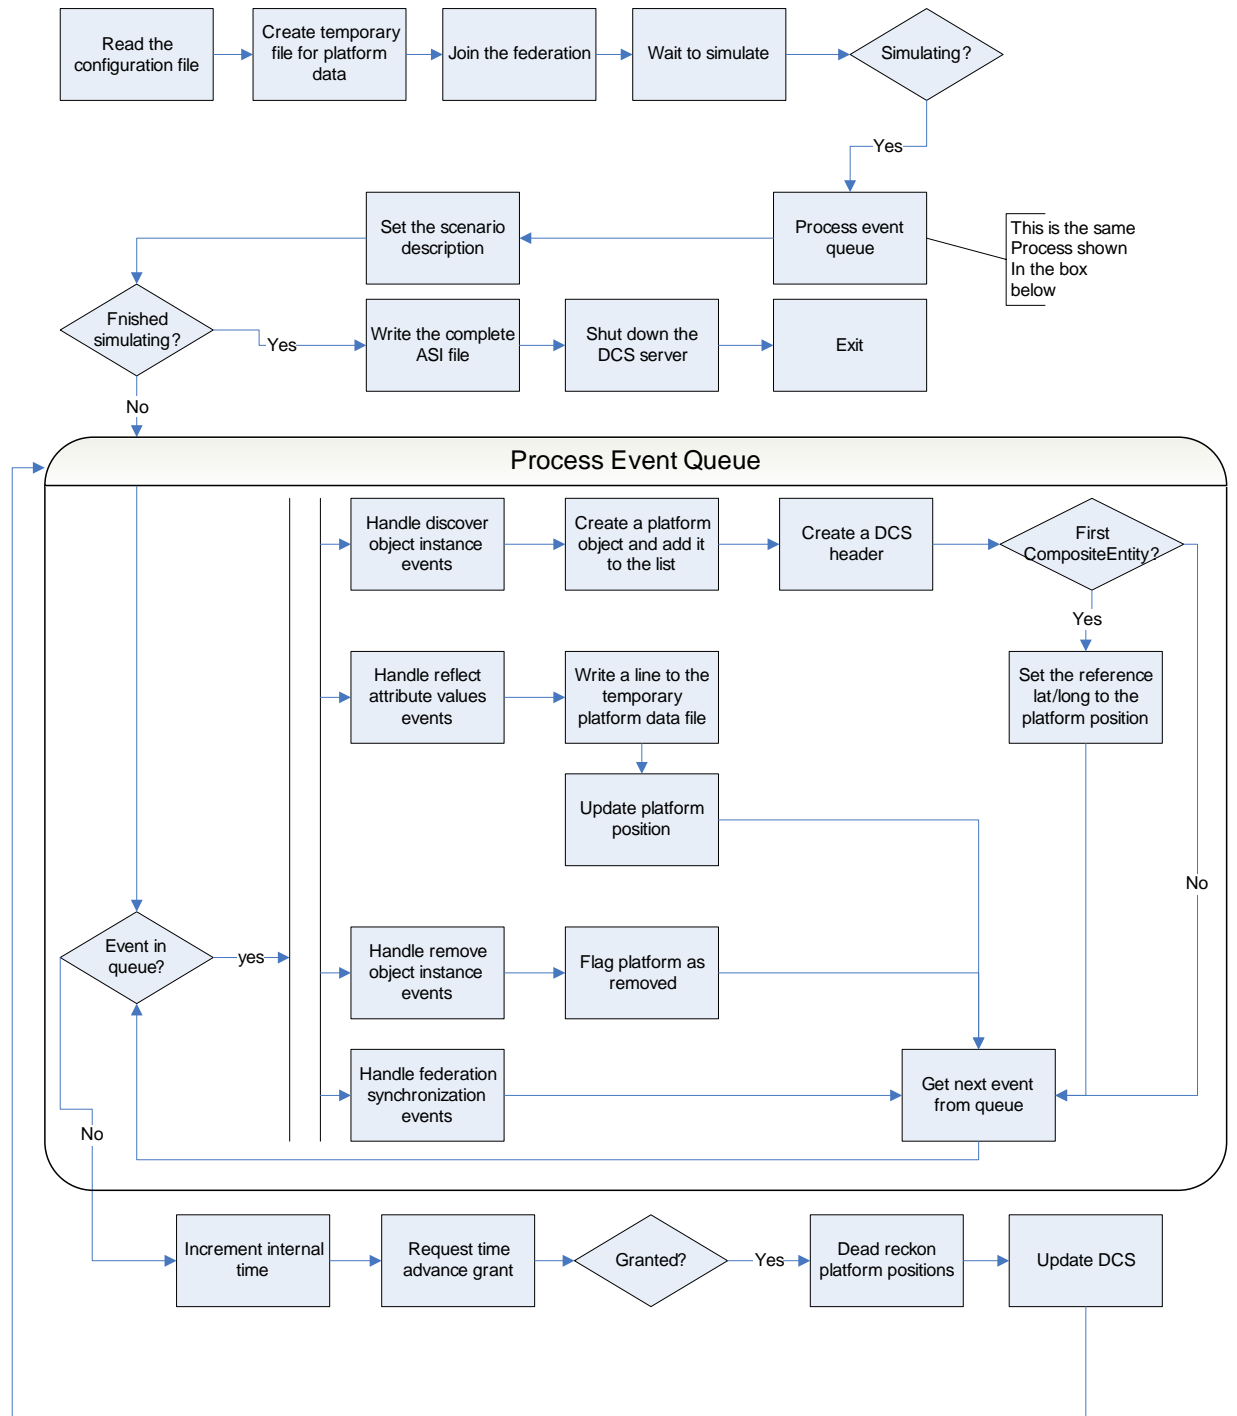 Read the
configuration file
Create temporary
file for platform
data
Join the federation
Wait to simulate
Simulating?
Yes
Process event
queue
This is the same
Process shown
In the box
below
Set the scenario
description
Fnished
simulating?
Yes
Write the complete
ASI file
Shut down the
DCS server
Exit
No
Process Event Queue
Handle discover
object instance
events
Create a platform
object and add it
to the list
Create a DCS
header
First
CompositeEntity?
Yes
Handle reflect
attribute values
events
Write a line to the
temporary
platform data file
Set the reference
lat/long to the
platform position
Update platform
position
No
Event in
queue?
yes
Handle remove
object instance
events
Flag platform as
removed
Handle federation
synchronization
events
Get next event
from queue
No
Increment internal
time
Request time
advance grant
Granted?
Yes
Dead reckon
platform positions
Update DCS